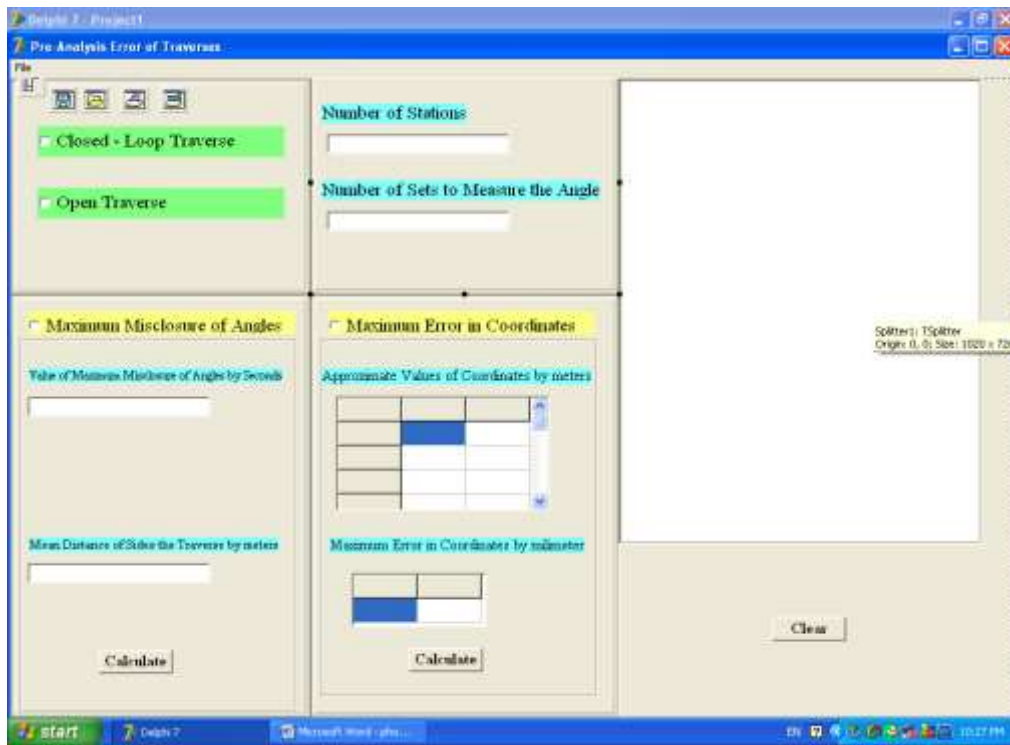 Delphi 7 - Project1
Pre-Analysis Error of Traverses
File
Closed - Loop Traverse
Open Traverse
Number of Stations
Number of Sets to Measure the Angle
Maximum Misclosure of Angles
Value of Maximum Misclosure of Angles by Seconds
Mean Distance of Sides the Traverse by meters
Calculate
Maximum Error in Coordinates
Approximate Values of Coordinates by meters
Maximum Error in Coordinates by milimeter
Calculate
Splitter1: TSplitter
Origin: 0, 0; Size: 1020 x 72
Clear
start
Delphi 7
Microsoft Word -
EN
10:27 PM